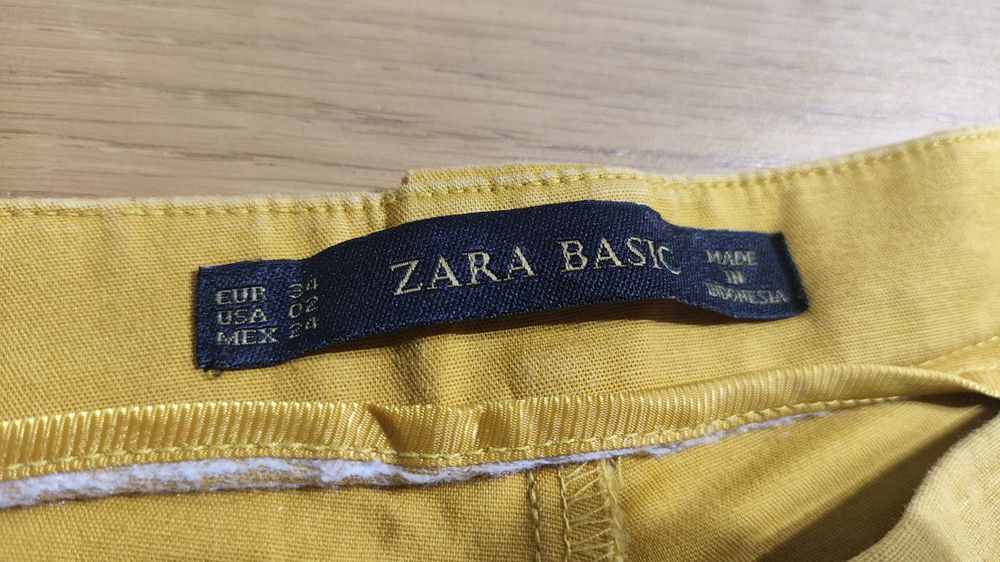 EUR 34
USA 02
MEX 24
ZARA BASIC
MADE
IN
INDONESIA